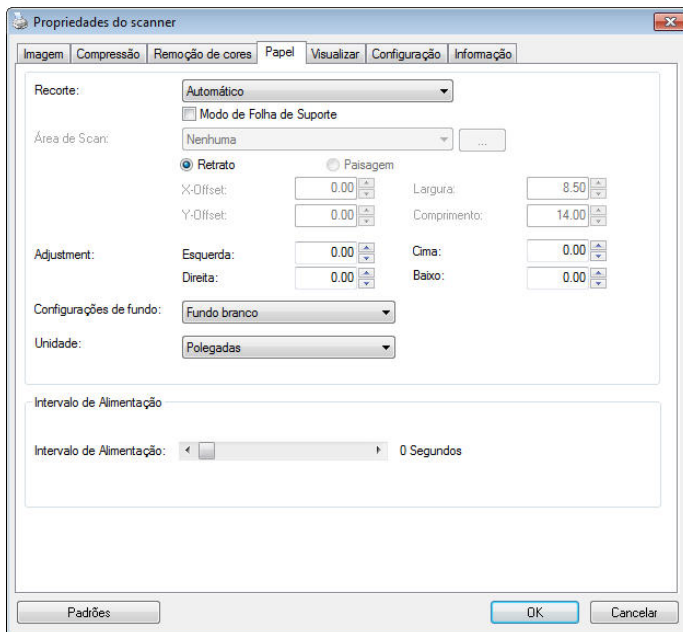 Propriedades do scanner
Imagem Compressão Remoção de cores Papel Visualizar Configuração Informação
Recorte: Automático
Modo de Folha de Suporte
Área de Scan: Nenhuma ...
Retrato Paisagem
X-Offset: 0.00 Largura: 8.50
Y-Offset: 0.00 Comprimento: 14.00
Adjustment: Esquerda: 0.00 Cima: 0.00
Direita: 0.00 Baixo: 0.00
Configurações de fundo: Fundo branco
Unidade: Polegadas
Intervalo de Alimentação
Intervalo de Alimentação: 0 Segundos
Padrões OK Cancelar